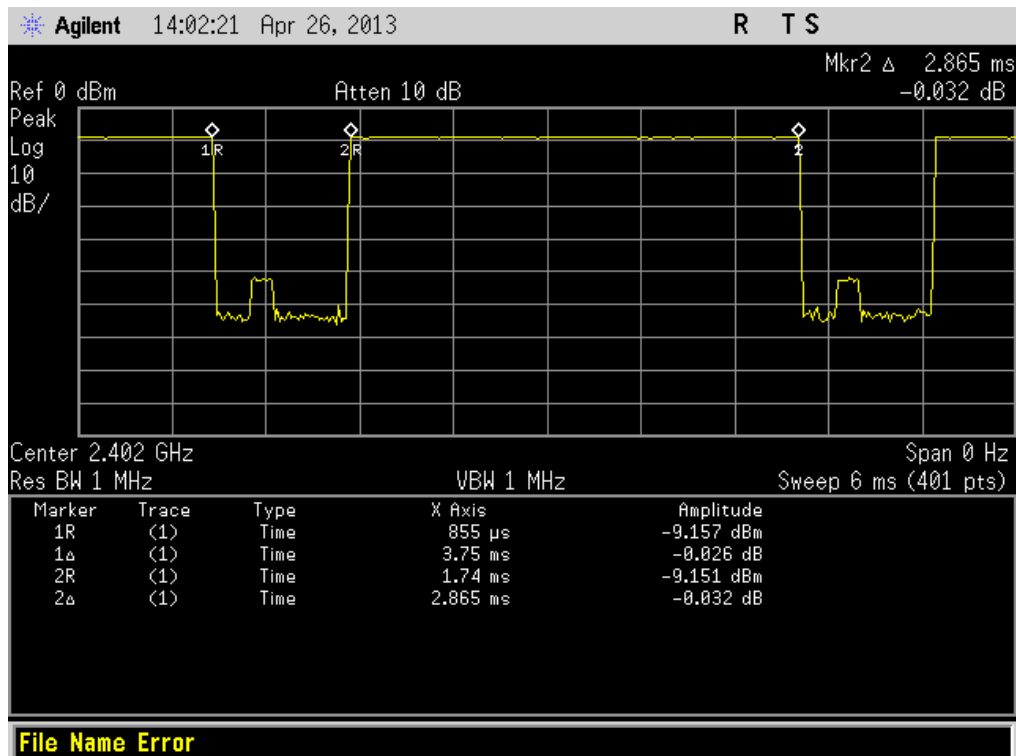 Agilent 14:02:21 Apr 26, 2013 R T S
Mkr2 Δ 2.865 ms
Ref 0 dBm Atten 10 dB -0.032 dB
Peak
Log
10
dB/
1R 2R 2
Center 2.402 GHz Span 0 Hz
Res BW 1 MHz VBW 1 MHz Sweep 6 ms (401 pts)
Marker Trace Type X Axis Amplitude
1R (1) Time 855 µs -9.157 dBm
1Δ (1) Time 3.75 ms -0.026 dB
2R (1) Time 1.74 ms -9.151 dBm
2Δ (1) Time 2.865 ms -0.032 dB
File Name Error